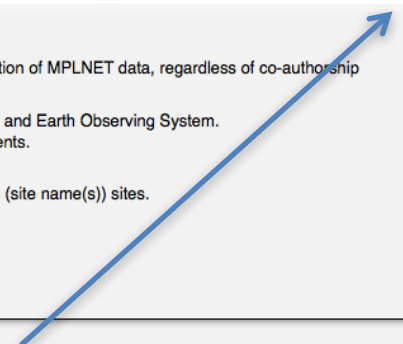 tion of MPLNET data, regardless of co-authorship
and Earth Observing System.
ents.
(site name(s)) sites.